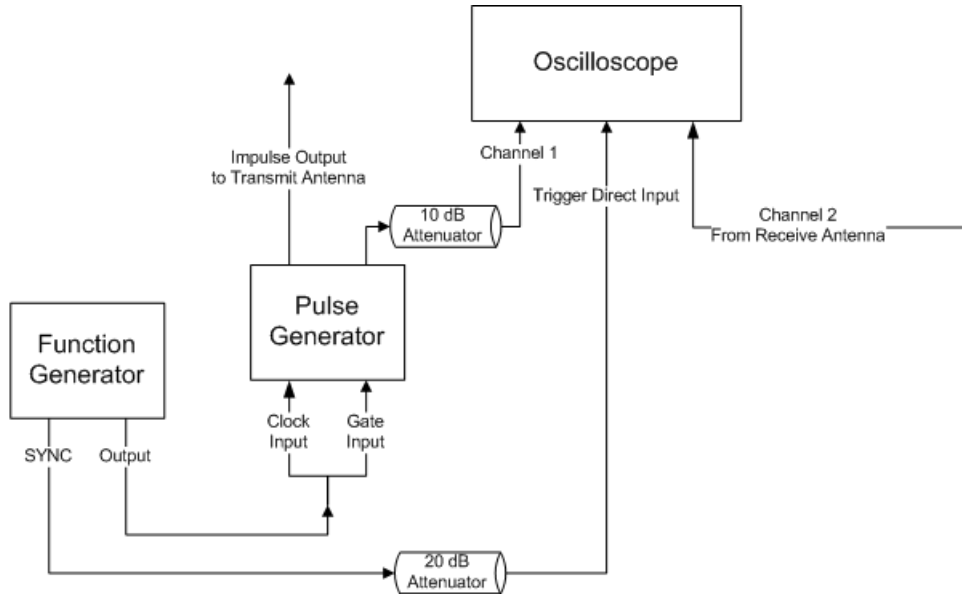 Oscilloscope
Impulse Output
to Transmit Antenna
Channel 1
Trigger Direct Input
10 dB
Attenuator
Channel 2
From Receive Antenna
Pulse
Generator
Function
Generator
Clock
Input
Gate
Input
SYNC
Output
20 dB
Attenuator